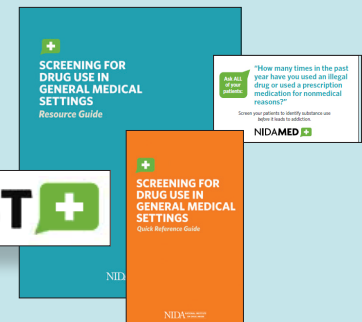 SCREENING FOR
DRUG USE IN
GENERAL MEDICAL
SETTINGS
Resource Guide
NIDA
Ask ALL
of your
patients:
"How many times in the past
year have you used an illegal
drug or used a prescription
medication for nonmedical
reasons?"
Screen your patients to identify substance use
before it leads to addiction.
NIDAMED
T
SCREENING FOR
DRUG USE IN
GENERAL MEDICAL
SETTINGS
Quick Reference Guide
NIDA